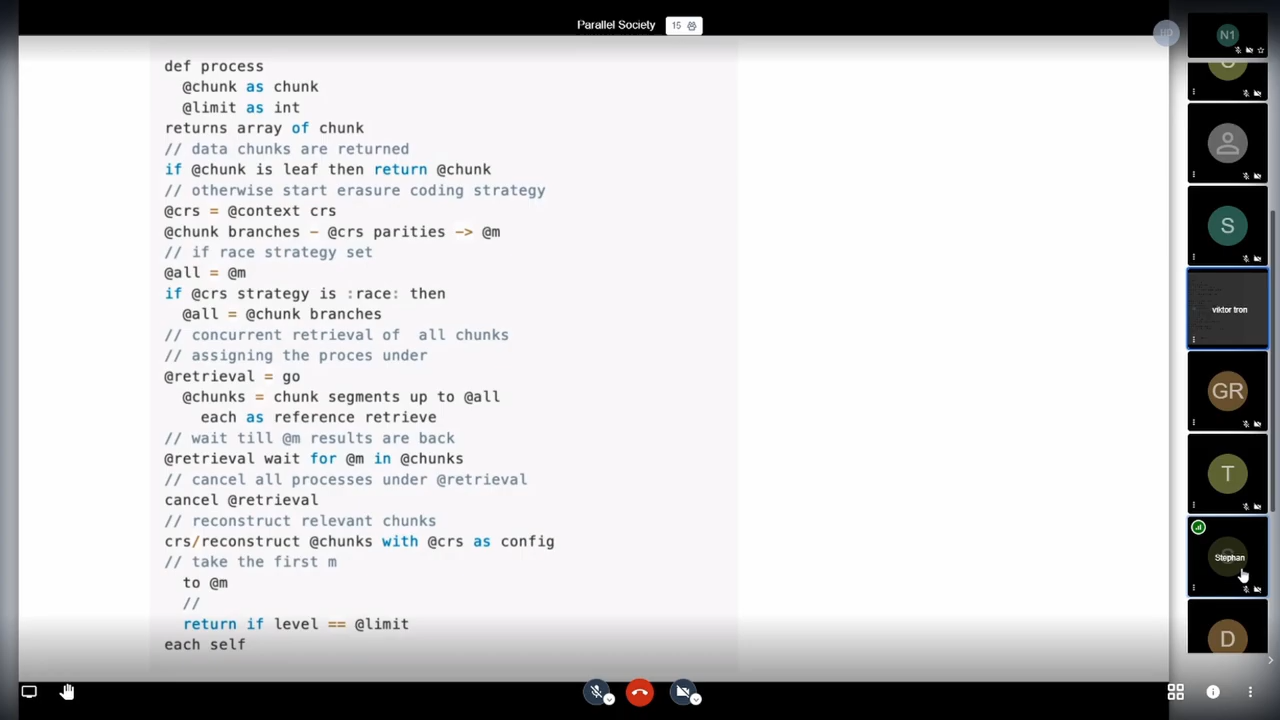 Parallel Society 15
HD
def process
@chunk as chunk
@limit as int
returns array of chunk
// data chunks are returned
if @chunk is leaf then return @chunk
// otherwise start erasure coding strategy
@crs = @context crs
@chunk branches - @crs parities -> @m
// if race strategy set
@all = @m
if @crs strategy is :race: then
@all = @chunk branches
// concurrent retrieval of  all chunks
// assigning the proces under
@retrieval = go
@chunks = chunk segments up to @all
each as reference retrieve
// wait till @m results are back
@retrieval wait for @m in @chunks
// cancel all processes under @retrieval
cancel @retrieval
// reconstruct relevant chunks
crs/reconstruct @chunks with @crs as config
// take the first m
to @m
//
return if level == @limit
each self
N1
S
viktor tron
GR
T
Stephan
D